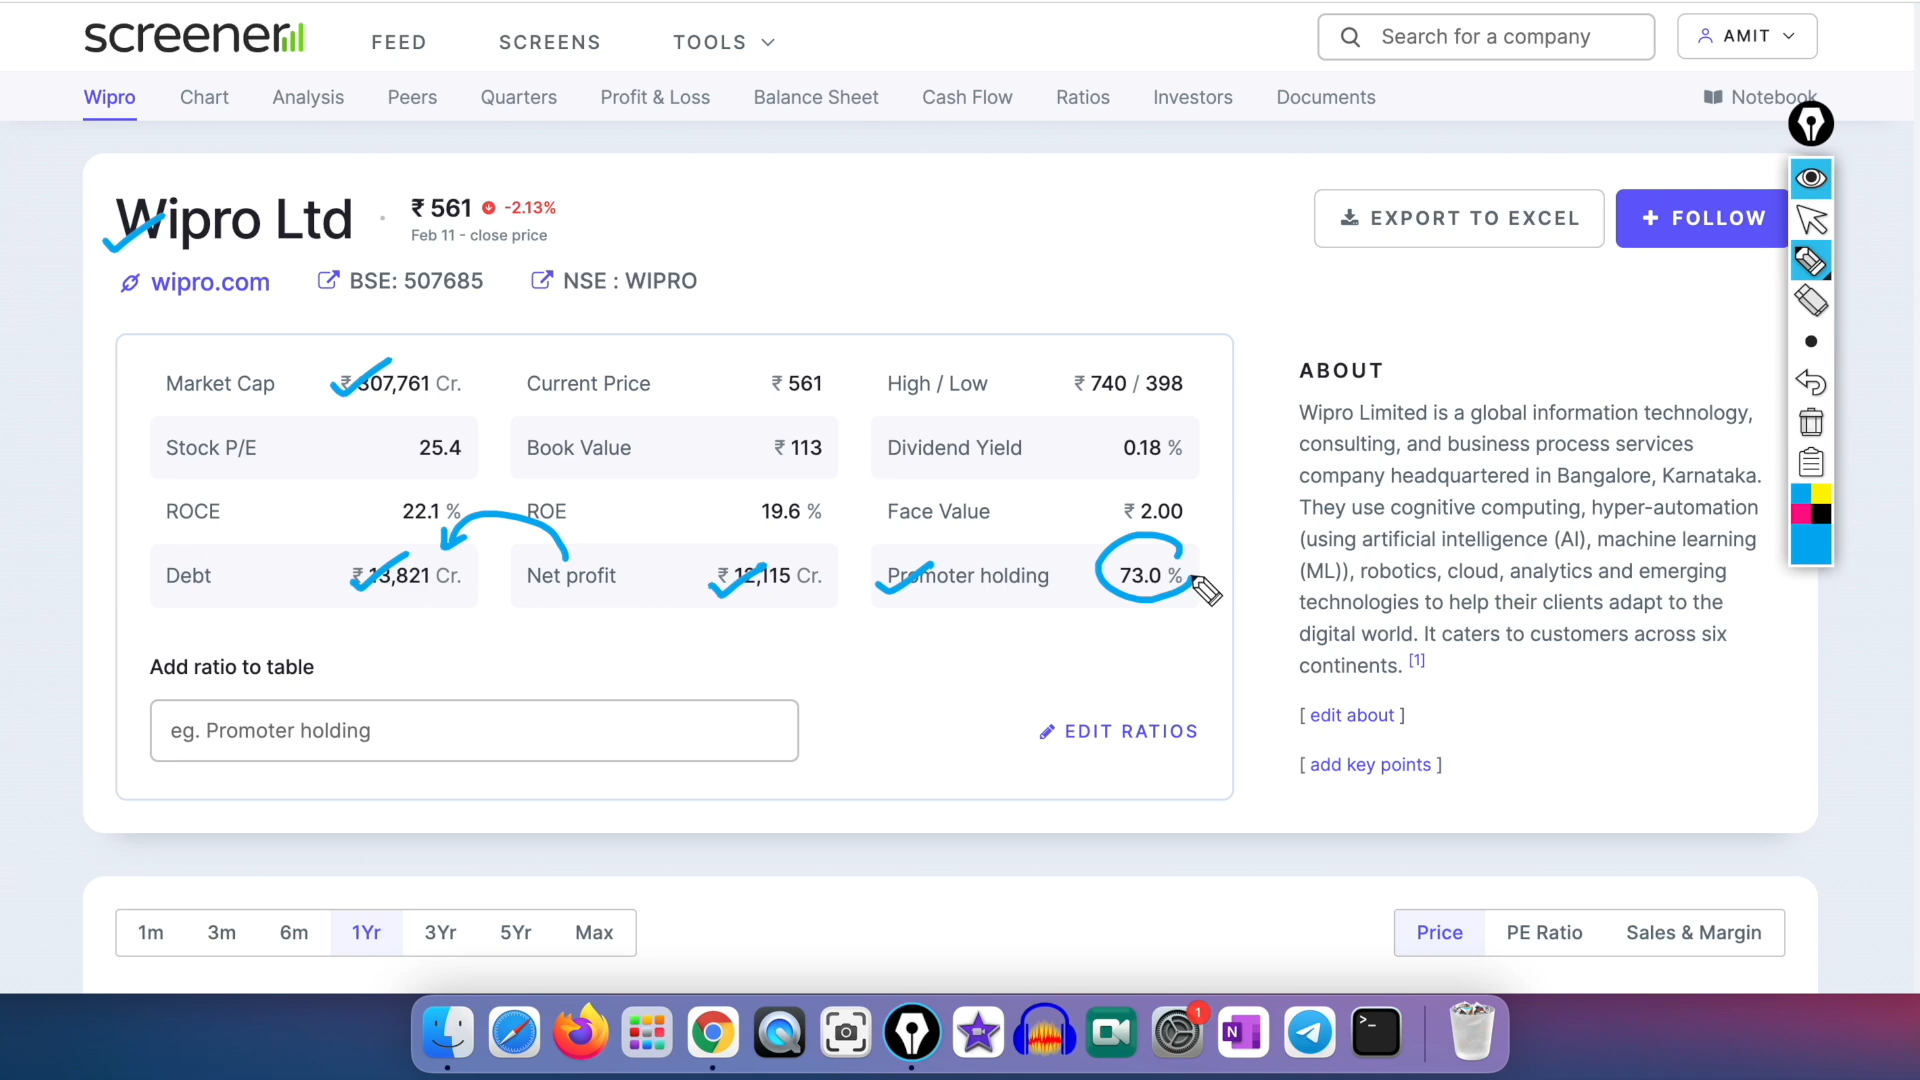 screener FEED SCREENS TOOLS Search for a company AMIT
Wipro Chart Analysis Peers Quarters Profit & Loss Balance Sheet Cash Flow Ratios Investors Documents Notebook
Wipro Ltd ₹ 561 -2.13%
Feb 11 - close price
EXPORT TO EXCEL + FOLLOW
wipro.com BSE: 507685 NSE : WIPRO
Market Cap ₹ 307,761 Cr. Current Price ₹ 561 High / Low ₹ 740 / 398
Stock P/E 25.4 Book Value ₹ 113 Dividend Yield 0.18 %
ROCE 22.1 % ROE 19.6 % Face Value ₹ 2.00
Debt ₹ 13,821 Cr. Net profit ₹ 12,115 Cr. Promoter holding 73.0 %
Add ratio to table
eg. Promoter holding
EDIT RATIOS
ABOUT
Wipro Limited is a global information technology,
consulting, and business process services
company headquartered in Bangalore, Karnataka.
They use cognitive computing, hyper-automation
(using artificial intelligence (AI), machine learning
(ML)), robotics, cloud, analytics and emerging
technologies to help their clients adapt to the
digital world. It caters to customers across six
continents. [1]
[ edit about ]
[ add key points ]
1m 3m 6m 1Yr 3Yr 5Yr Max
Price PE Ratio Sales & Margin
1
N
>_